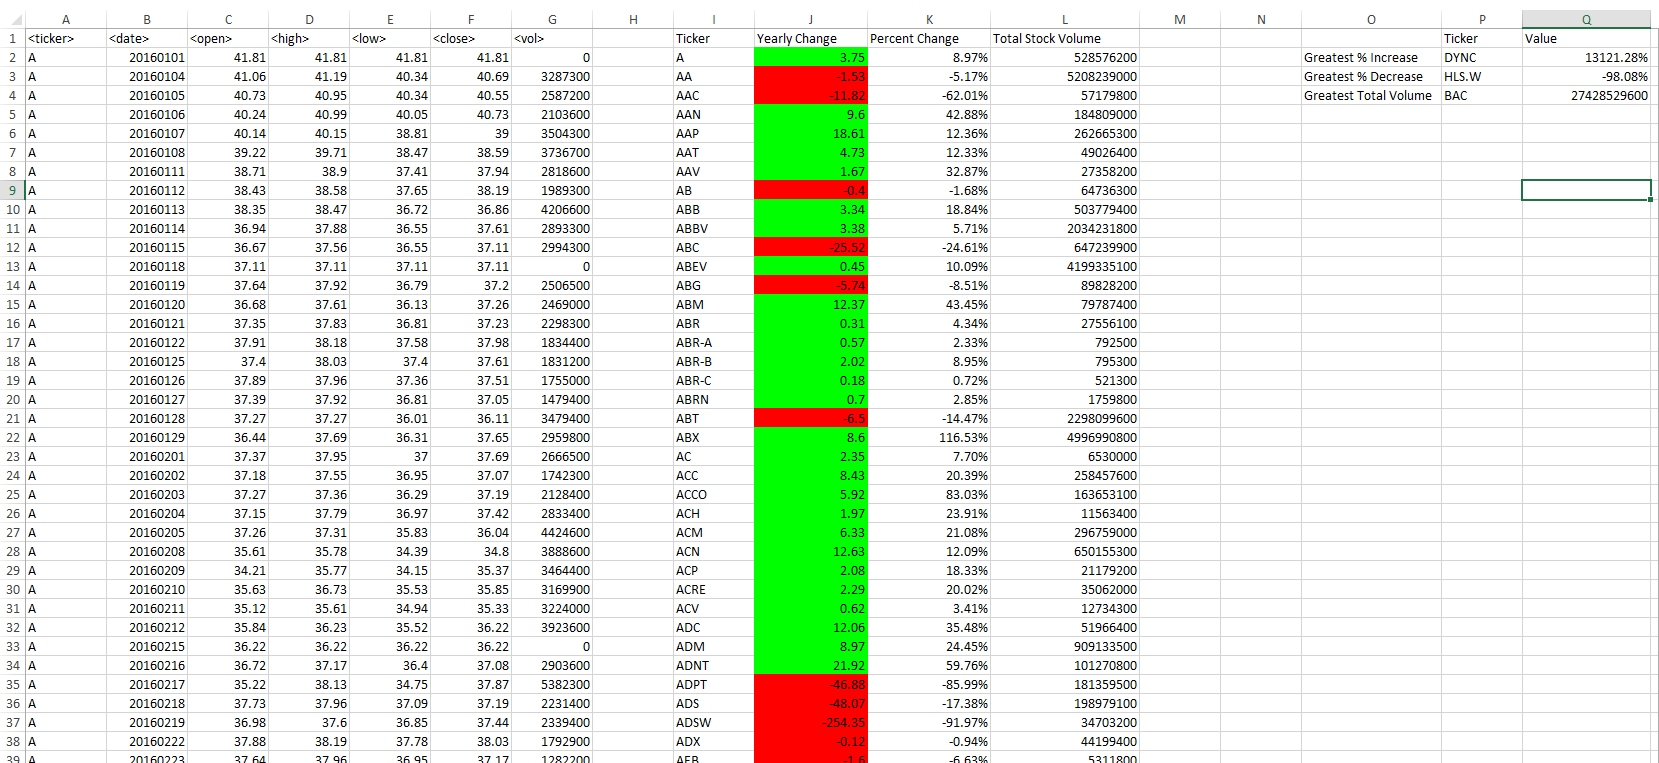 A B C D E F G H I J K L M N O P Q
1 <ticker> <date> <open> <high> <low> <close> <vol> Ticker Yearly Change Percent Change Total Stock Volume Ticker Value
2 A 20160101 41.81 41.81 41.81 41.81 0 A 3.75 8.97% 528576200 Greatest % Increase DYNC 13121.28%
3 A 20160104 41.06 41.19 40.34 40.69 3287300 AA -1.53 -5.17% 5208239000 Greatest % Decrease HLS.W -98.08%
4 A 20160105 40.73 40.95 40.34 40.55 2587200 AAC -11.82 -62.01% 57179800 Greatest Total Volume BAC 27428529600
5 A 20160106 40.24 40.99 40.05 40.73 2103600 AAN 9.6 42.88% 184809000
6 A 20160107 40.14 40.15 38.81 39 3504300 AAP 18.61 12.36% 262665300
7 A 20160108 39.22 39.71 38.47 38.59 3736700 AAT 4.73 12.33% 49026400
8 A 20160111 38.71 38.9 37.41 37.94 2818600 AAV 1.67 32.87% 27358200
9 A 20160112 38.43 38.58 37.65 38.19 1989300 AB -0.4 -1.68% 64736300
10 A 20160113 38.35 38.47 36.72 36.86 4206600 ABB 3.34 18.84% 503779400
11 A 20160114 36.94 37.88 36.55 37.61 2893300 ABBV 3.38 5.71% 2034231800
12 A 20160115 36.67 37.56 36.55 37.11 2994300 ABC -25.52 -24.61% 647239900
13 A 20160118 37.11 37.11 37.11 37.11 0 ABEV 0.45 10.09% 4199335100
14 A 20160119 37.64 37.92 36.79 37.2 2506500 ABG -5.74 -8.51% 89828200
15 A 20160120 36.68 37.61 36.13 37.26 2469000 ABM 12.37 43.45% 79787400
16 A 20160121 37.35 37.83 36.81 37.23 2298300 ABR 0.31 4.34% 27556100
17 A 20160122 37.91 38.18 37.58 37.98 1834400 ABR-A 0.57 2.33% 792500
18 A 20160125 37.4 38.03 37.4 37.61 1831200 ABR-B 2.02 8.95% 795300
19 A 20160126 37.89 37.96 37.36 37.51 1755000 ABR-C 0.18 0.72% 521300
20 A 20160127 37.39 37.92 36.81 37.05 1479400 ABRN 0.7 2.85% 1759800
21 A 20160128 37.27 37.27 36.01 36.11 3479400 ABT -6.5 -14.47% 2298099600
22 A 20160129 36.44 37.69 36.31 37.65 2959800 ABX 8.6 116.53% 4996990800
23 A 20160201 37.37 37.95 37 37.69 2666500 AC 2.35 7.70% 6530000
24 A 20160202 37.18 37.55 36.95 37.07 1742300 ACC 8.43 20.39% 258457600
25 A 20160203 37.27 37.36 36.29 37.19 2128400 ACCO 5.92 83.03% 163653100
26 A 20160204 37.15 37.79 36.97 37.42 2833400 ACH 1.97 23.91% 11563400
27 A 20160205 37.26 37.31 35.83 36.04 4424600 ACM 6.33 21.08% 296759000
28 A 20160208 35.61 35.78 34.39 34.8 3888600 ACN 12.63 12.09% 650155300
29 A 20160209 34.21 35.77 34.15 35.37 3464400 ACP 2.08 18.33% 21179200
30 A 20160210 35.63 36.73 35.53 35.85 3169900 ACRE 2.29 20.02% 35062000
31 A 20160211 35.12 35.61 34.94 35.33 3224000 ACV 0.62 3.41% 12734300
32 A 20160212 35.84 36.23 35.52 36.22 3923600 ADC 12.06 35.48% 51966400
33 A 20160215 36.22 36.22 36.22 36.22 0 ADM 8.97 24.45% 909133500
34 A 20160216 36.72 37.17 36.4 37.08 2903600 ADNT 21.92 59.76% 101270800
35 A 20160217 35.22 38.13 34.75 37.87 5382300 ADPT -46.88 -85.99% 181359500
36 A 20160218 37.73 37.96 37.09 37.19 2231400 ADS -48.07 -17.38% 198979100
37 A 20160219 36.98 37.6 36.85 37.44 2339400 ADSW -254.35 -91.97% 34703200
38 A 20160222 37.88 38.19 37.78 38.03 1792900 ADX -0.12 -0.94% 44199400
39 A 20160223 37.64 37.96 36.95 37.17 1282200 AEB -1.6 -6.63% 5311800